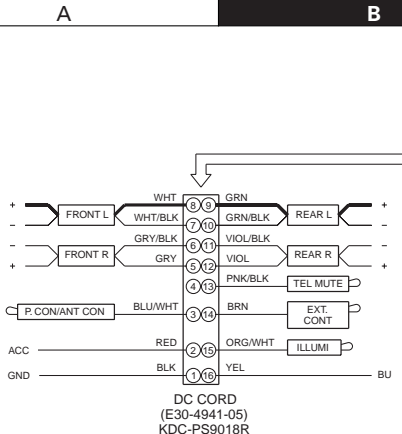 A B
WHT 8 9 GRN
+ FRONT L REAR L +
- WHT/BLK 7 10 GRN/BLK -
- GRY/BLK 6 11 VIOL/BLK -
FRONT R REAR R
+ GRY 5 12 VIOL +
4 13 PNK/BLK TEL MUTE
P. CON/ANT CON BLU/WHT 3 14 BRN EXT.
CONT
ACC RED 2 15 ORG/WHT ILLUMI
GND BLK 1 16 YEL BU
DC CORD
(E30-4941-05)
KDC-PS9018R